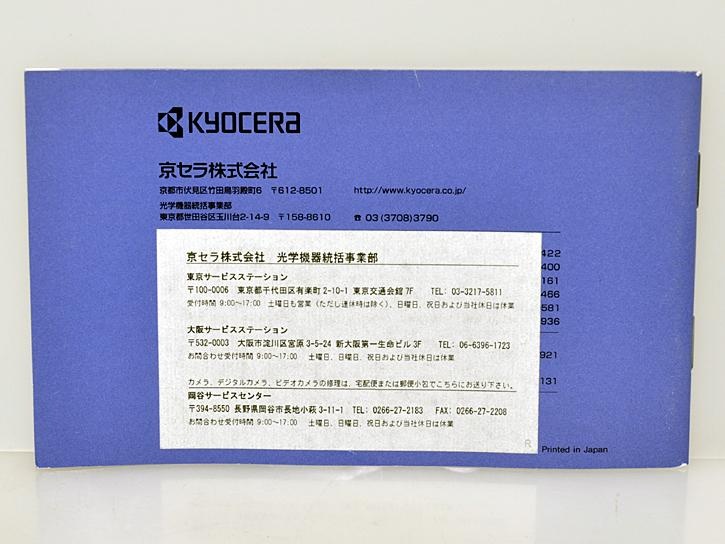 KYOCERA
京セラ株式会社
京都市伏見区竹田鳥羽殿町6 〒612-8501 http://www.kyocera.co.jp/
光学機器統括事業部
東京都世田谷区玉川台2-14-9 〒158-8610 ☎ 03 (3708) 3790
京セラ株式会社 光学機器統括事業部
422
東京サービスステーション
400
161
〒100-0006 東京都千代田区有楽町2-10-1 東京交通会館7F TEL: 03-3217-5811
466
受付時間 9:00〜17:00 土曜日も営業(ただし連休時は除く)、日曜日、祝日および当社休日は休業
581
936
大阪サービスステーション
〒532-0003 大阪市淀川区宮原3-5-24 新大阪第一生命ビル3F TEL: 06-6396-1723
921
お問合わせ受付時間 9:00〜17:00 土曜日、日曜日、祝日および当社休日は休業
カメラ、デジタルカメラ、ビデオカメラの修理は、宅配便または郵便小包でこちらにお送り下さい。
131
岡谷サービスセンター
〒394-8550 長野県岡谷市長地小萩3-11-1 TEL: 0266-27-2183 FAX: 0266-27-2208
お問合わせ受付時間 9:00〜17:00 土曜日、日曜日、祝日および当社休日は休業
R
Printed in Japan